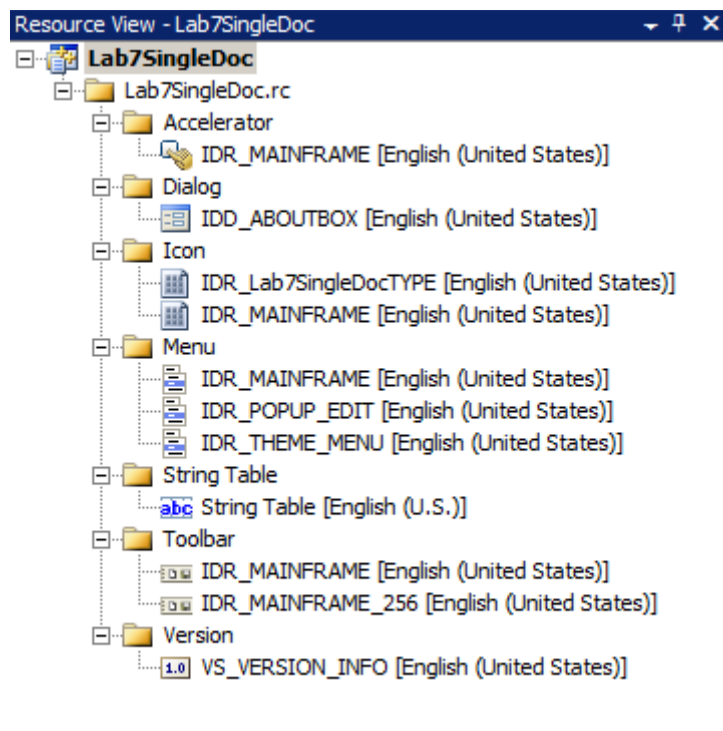 Resource View - Lab7SingleDoc
Lab7SingleDoc
Lab7SingleDoc.rc
Accelerator
IDR_MAINFRAME [English (United States)]
Dialog
IDD_ABOUTBOX [English (United States)]
Icon
IDR_Lab7SingleDocTYPE [English (United States)]
IDR_MAINFRAME [English (United States)]
Menu
IDR_MAINFRAME [English (United States)]
IDR_POPUP_EDIT [English (United States)]
IDR_THEME_MENU [English (United States)]
String Table
abc String Table [English (U.S.)]
Toolbar
IDR_MAINFRAME [English (United States)]
IDR_MAINFRAME_256 [English (United States)]
Version
1.0 VS_VERSION_INFO [English (United States)]